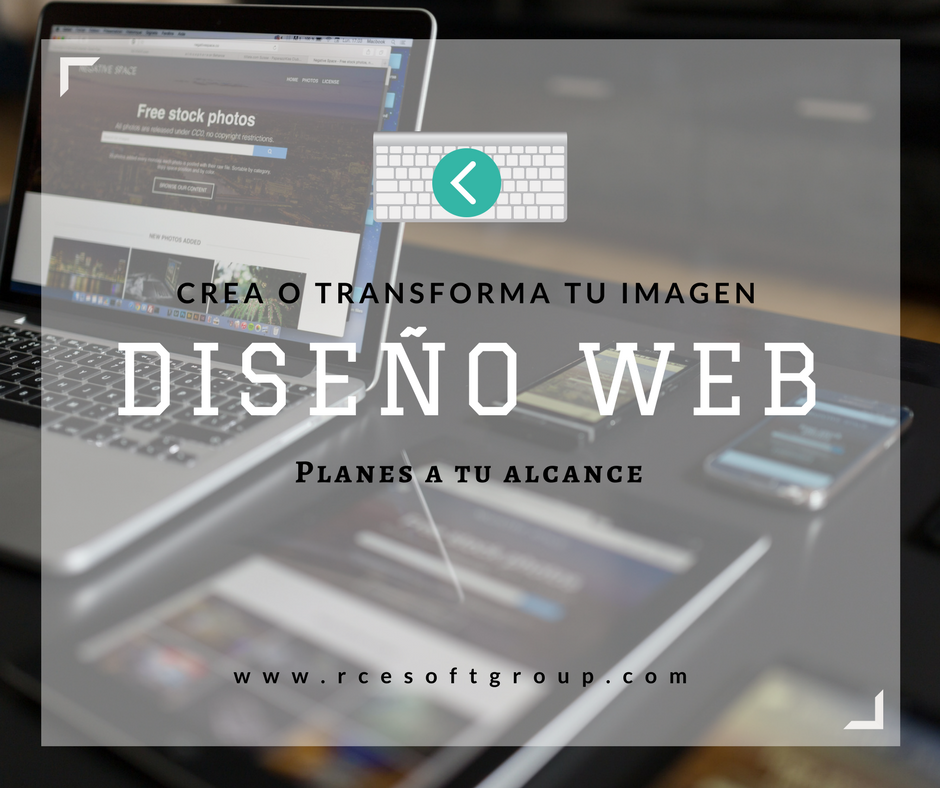 NEGATIVE SPACE
HOME PHOTOS LICENSE
Free stock photos
All photos are released under CC0: no copyright restrictions.
BROWSE OUR CONTENT
NEW PHOTOS ADDED
CREA O TRANSFORMA TU IMAGEN
DISEÑO WEB
PLANES A TU ALCANCE
www.rcesoftgroup.com